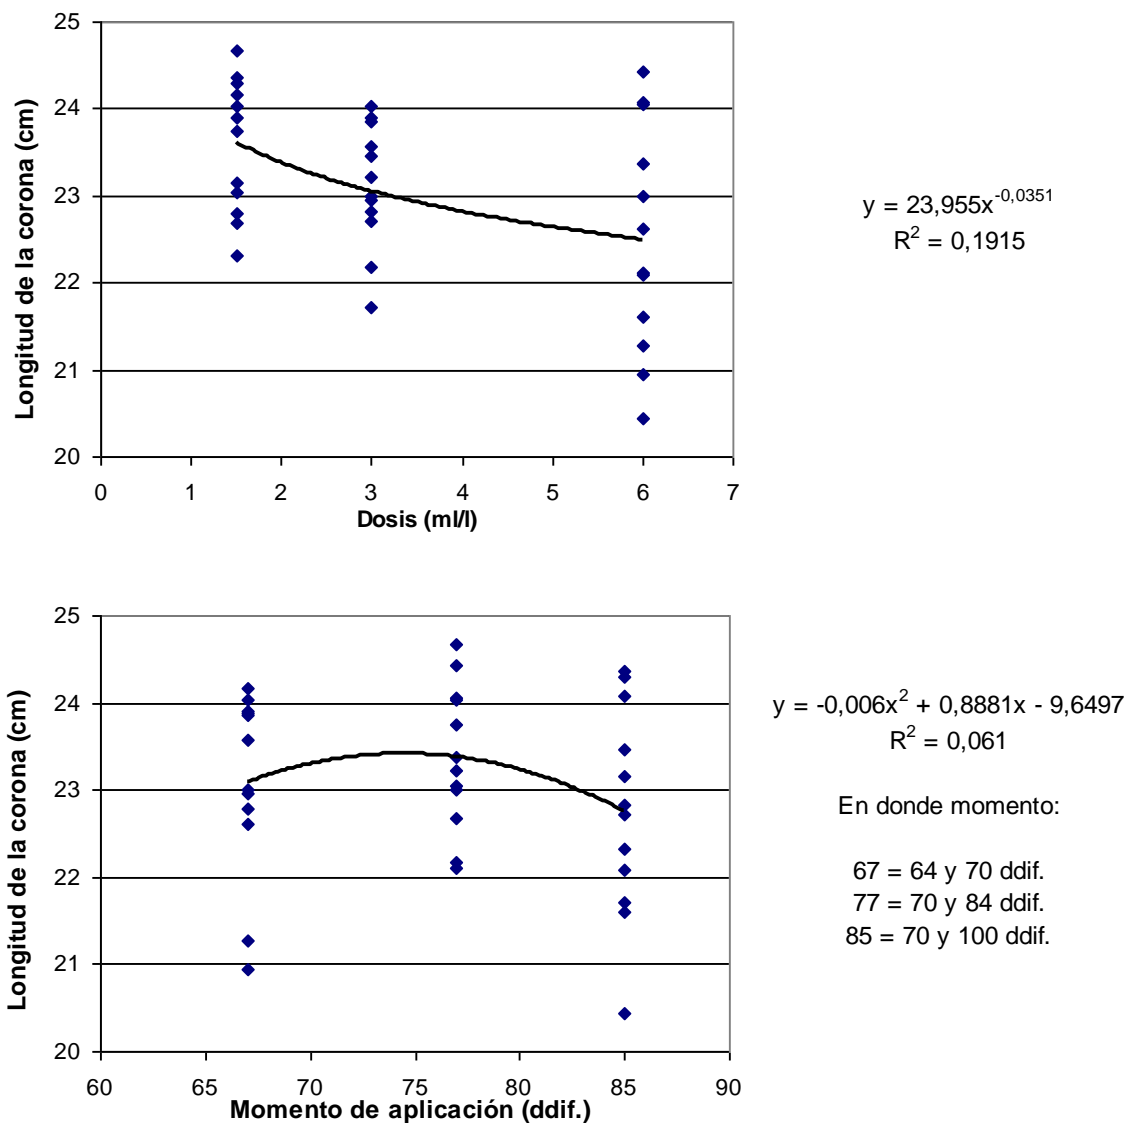 25
24
23
22
21
20
0 1 2 3 4 5 6 7
Longitud de la corona (cm)
Dosis (ml/l)
y = 23,955x^-0,0351
R² = 0,1915
25
24
23
22
21
20
60 65 70 75 80 85 90
Longitud de la corona (cm)
Momento de aplicación (ddif.)
y = -0,006x² + 0,8881x - 9,6497
R² = 0,061
En donde momento:
67 = 64 y 70 ddif.
77 = 70 y 84 ddif.
85 = 70 y 100 ddif.